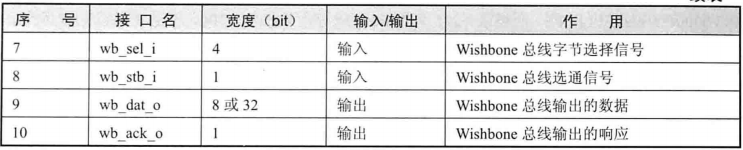 序 号 接 口 名 宽度（bit） 输入/输出 作 用
7 wb_sel_i 4 输入 Wishbone 总线字节选择信号
8 wb_stb_i 1 输入 Wishbone 总线选通信号
9 wb_dat_o 8 或 32 输出 Wishbone 总线输出的数据
10 wb_ack_o 1 输出 Wishbone 总线输出的响应